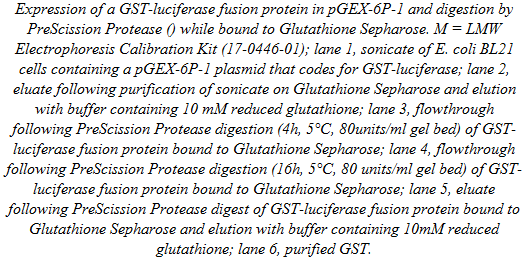 Expression of a GST-luciferase fusion protein in pGEX-6P-1 and digestion by
PreScission Protease () while bound to Glutathione Sepharose. M = LMW
Electrophoresis Calibration Kit (17-0446-01); lane 1, sonicate of E. coli BL21
cells containing a pGEX-6P-1 plasmid that codes for GST-luciferase; lane 2,
eluate following purification of sonicate on Glutathione Sepharose and elution
with buffer containing 10 mM reduced glutathione; lane 3, flowthrough
following PreScission Protease digestion (4h, 5°C, 80units/ml gel bed) of GST-
luciferase fusion protein bound to Glutathione Sepharose; lane 4, flowthrough
following PreScission Protease digestion (16h, 5°C, 80 units/ml gel bed) of GST-
luciferase fusion protein bound to Glutathione Sepharose; lane 5, eluate
following PreScission Protease digest of GST-luciferase fusion protein bound to
Glutathione Sepharose and elution with buffer containing 10mM reduced
glutathione; lane 6, purified GST.